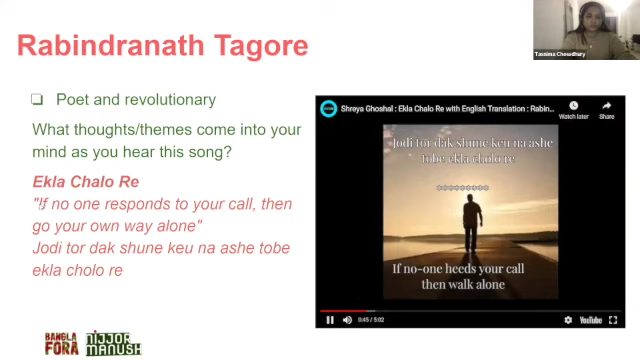 Rabindranath Tagore
Poet and revolutionary
What thoughts/themes come into your
mind as you hear this song?
Ekla Chalo Re
"If no one responds to your call, then
go your own way alone"
Jodi tor dak shune keu na ashe tobe
ekla cholo re
BANGLA
FORA
NIJJOR
MANUSH
Tasnima Chowdhury
Shreya Ghoshal : Ekla Chalo Re with English Translation : Rabin...
Watch later
Share
Jodi tor dak shune keu na ashe
tobe ekla cholo re
If no-one heeds your call
then walk alone
0:45 / 5:02
YouTube